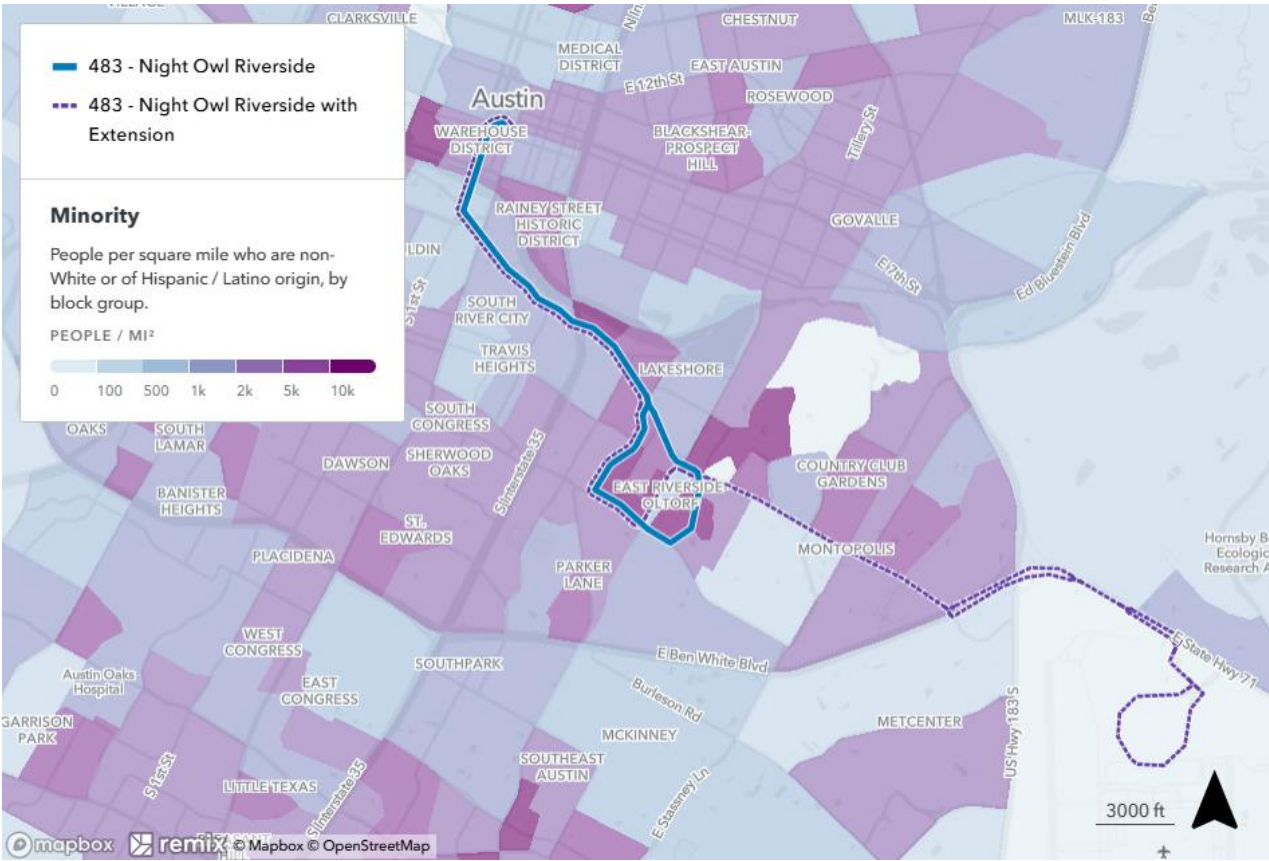 483 - Night Owl Riverside
483 - Night Owl Riverside with
Extension
Minority
People per square mile who are non-
White or of Hispanic / Latino origin, by
block group.
PEOPLE / MI²
0 100 500 1k 2k 5k 10k
CLARKSVILLE
CHESTNUT
MLK-183
MEDICAL
DISTRICT
EAST AUSTIN
E 12th St
ROSEWOOD
Austin
WAREHOUSE
DISTRICT
BLACKSHEAR-
PROSPECT
HILL
Tillery St
RAINEY STREET
HISTORIC
DISTRICT
GOVALLE
LDIN
E 7th St
Ed Bluestein Blvd
S 1st St
SOUTH
RIVER CITY
TRAVIS
HEIGHTS
LAKESHORE
SOUTH
CONGRESS
OAKS
SOUTH
LAMAR
DAWSON
SHERWOOD
OAKS
S Interstate 35
COUNTRY CLUB
GARDENS
EAST RIVERSIDE
OLTORF
BANISTER
HEIGHTS
ST.
EDWARDS
MONTOPOLIS
Hornsby B
Ecologic
Research A
PLACIDENA
PARKER
LANE
WEST
CONGRESS
SOUTHPARK
E Ben White Blvd
E State Hwy 71
Austin Oaks
Hospital
EAST
CONGRESS
Burleson Rd
US Hwy 183 S
GARRISON
PARK
MCKINNEY
METCENTER
S 1st St
SOUTHEAST
AUSTIN
LITTLE TEXAS
S Interstate 35
E Stassney Ln
3000 ft
mapbox remix © Mapbox © OpenStreetMap